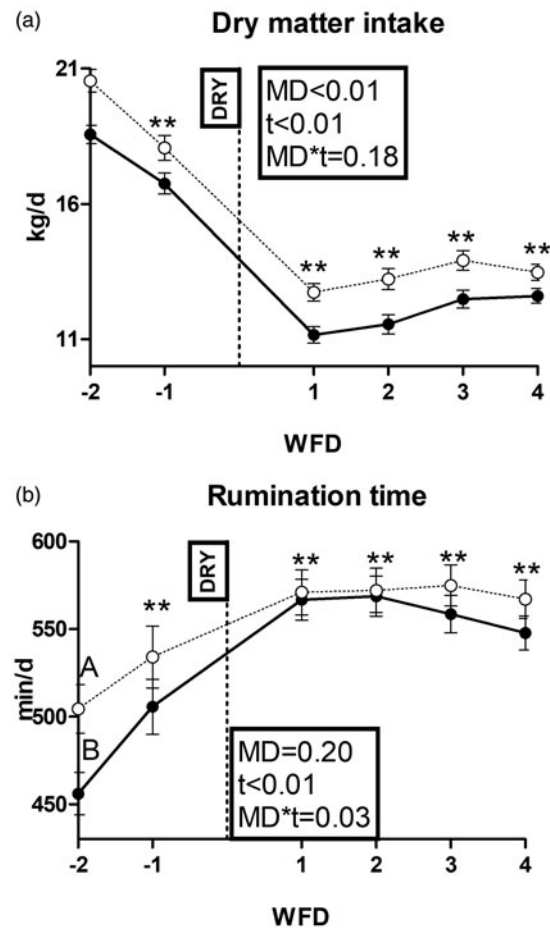 (a)
Dry matter intake
21
16
11
kg/d
DRY
MD<0.01
t<0.01
MD*t=0.18
**
**
**
**
**
-2 -1 1 2 3 4
WFD
(b)
Rumination time
600
550
500
450
min/d
DRY
A
B
**
**
**
**
**
MD=0.20
t<0.01
MD*t=0.03
-2 -1 1 2 3 4
WFD